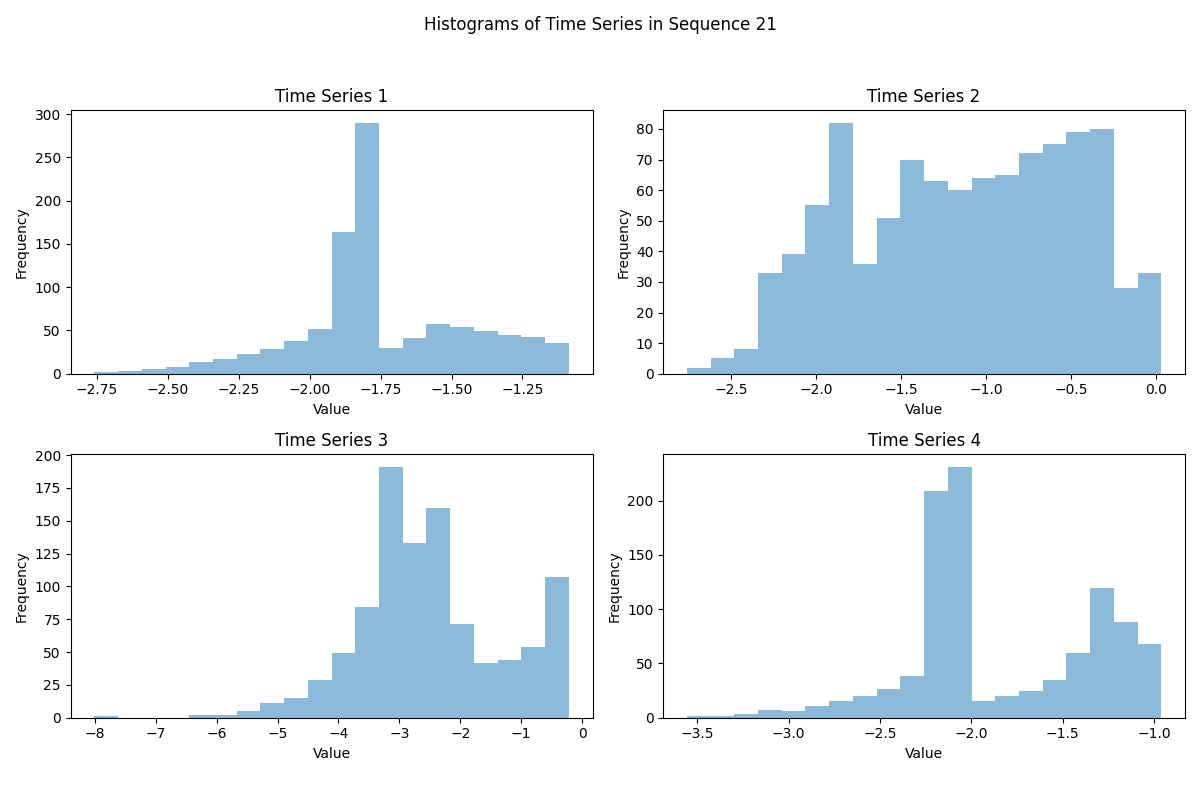 Histograms of Time Series in Sequence 21
Time Series 1
300
250
200
150
100
50
0
Frequency
−2.75 −2.50 −2.25 −2.00 −1.75 −1.50 −1.25
Value
Time Series 2
80
70
60
50
40
30
20
10
0
Frequency
−2.5 −2.0 −1.5 −1.0 −0.5 0.0
Value
Time Series 3
200
175
150
125
100
75
50
25
0
Frequency
−8 −7 −6 −5 −4 −3 −2 −1 0
Value
Time Series 4
200
150
100
50
0
Frequency
−3.5 −3.0 −2.5 −2.0 −1.5 −1.0
Value